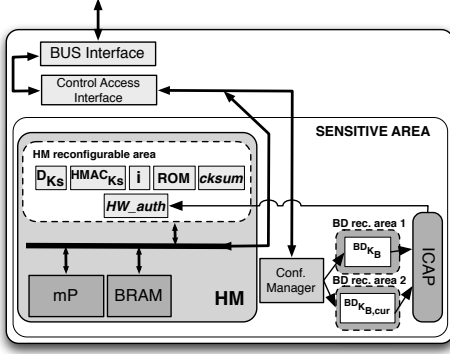 BUS Interface
Control Access
Interface
SENSITIVE AREA
HM reconfigurable area
DKs
HMACKs
i
ROM
cksum
HW_auth
BD rec. area 1
BDKB
ICAP
Conf.
Manager
BD rec. area 2
BDKB,cur
mP
BRAM
HM